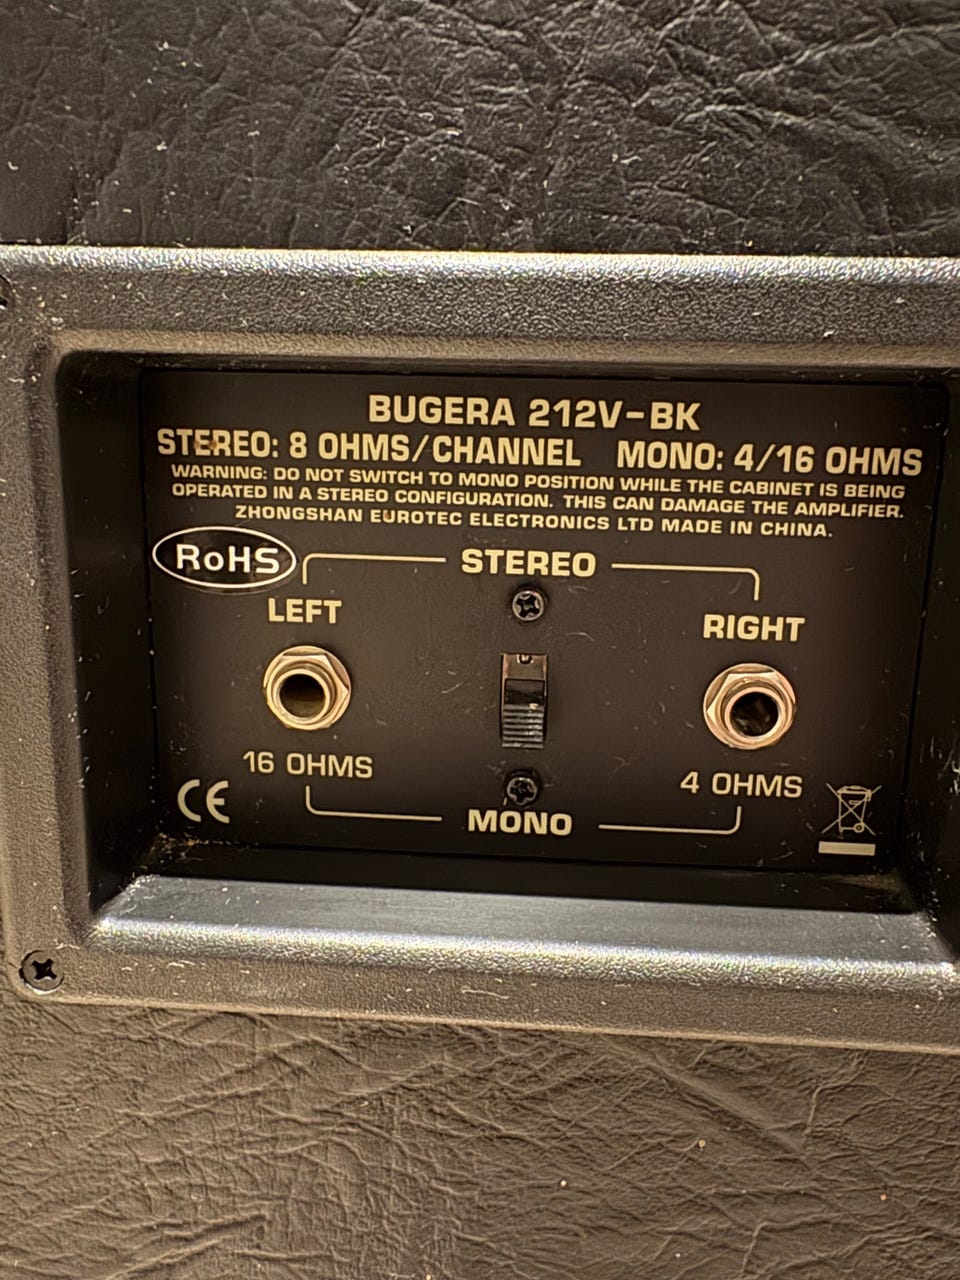 BUGERA 212V-BK
STEREO: 8 OHMS/CHANNEL MONO: 4/16 OHMS
WARNING: DO NOT SWITCH TO MONO POSITION WHILE THE CABINET IS BEING
OPERATED IN A STEREO CONFIGURATION. THIS CAN DAMAGE THE AMPLIFIER.
ZHONGSHAN EUROTEC ELECTRONICS LTD MADE IN CHINA.
RoHS
STEREO
LEFT
RIGHT
16 OHMS
4 OHMS
CE
MONO